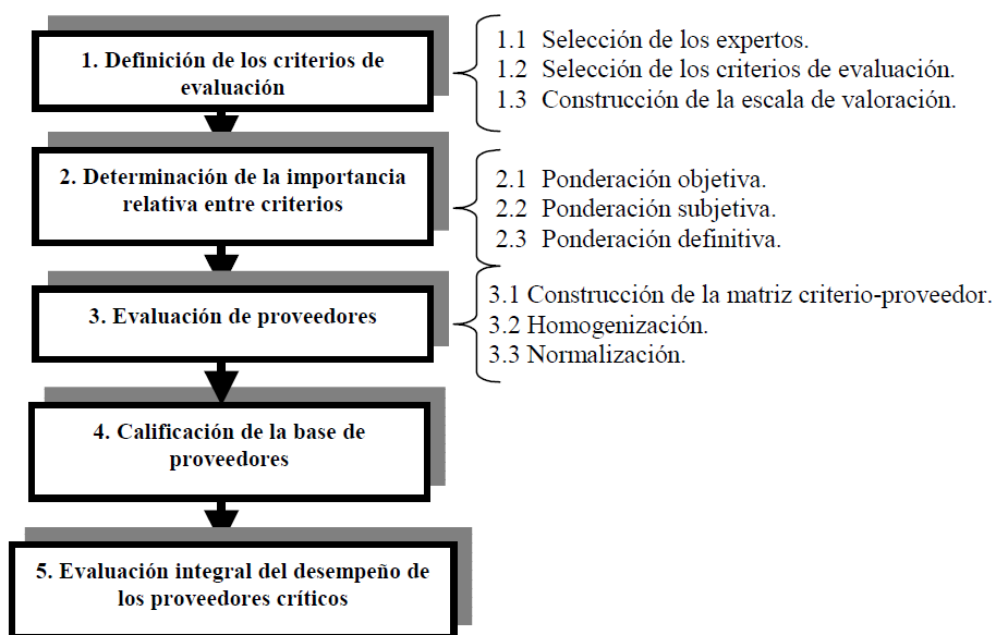 1. Definición de los criterios de
evaluación
1.1 Selección de los expertos.
1.2 Selección de los criterios de evaluación.
1.3 Construcción de la escala de valoración.
2. Determinación de la importancia
relativa entre criterios
2.1 Ponderación objetiva.
2.2 Ponderación subjetiva.
2.3 Ponderación definitiva.
3. Evaluación de proveedores
3.1 Construcción de la matriz criterio-proveedor.
3.2 Homogenización.
3.3 Normalización.
4. Calificación de la base de
proveedores
5. Evaluación integral del desempeño de
los proveedores críticos